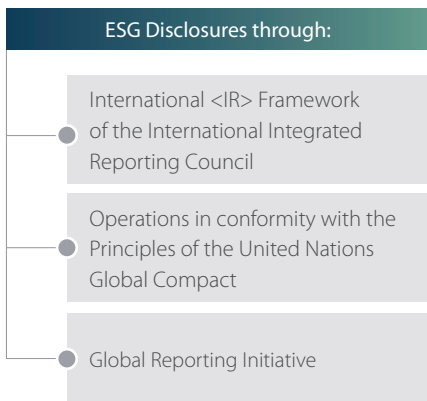 ESG Disclosures through:
International <IR> Framework
of the International Integrated
Reporting Council
Operations in conformity with the
Principles of the United Nations
Global Compact
Global Reporting Initiative